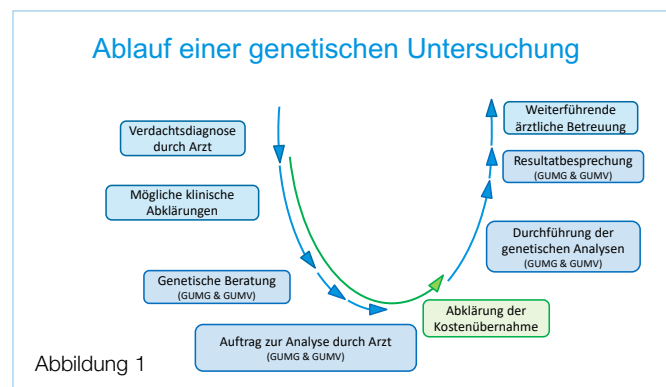 Ablauf einer genetischen Untersuchung
Verdachtsdiagnose
durch Arzt
Mögliche klinische
Abklärungen
Genetische Beratung
(GUMG & GUMV)
Auftrag zur Analyse durch Arzt
(GUMG & GUMV)
Abklärung der
Kostenübernahme
Durchführung der
genetischen Analysen
(GUMG & GUMV)
Resultatbesprechung
(GUMG & GUMV)
Weiterführende
ärztliche Betreuung
Abbildung 1